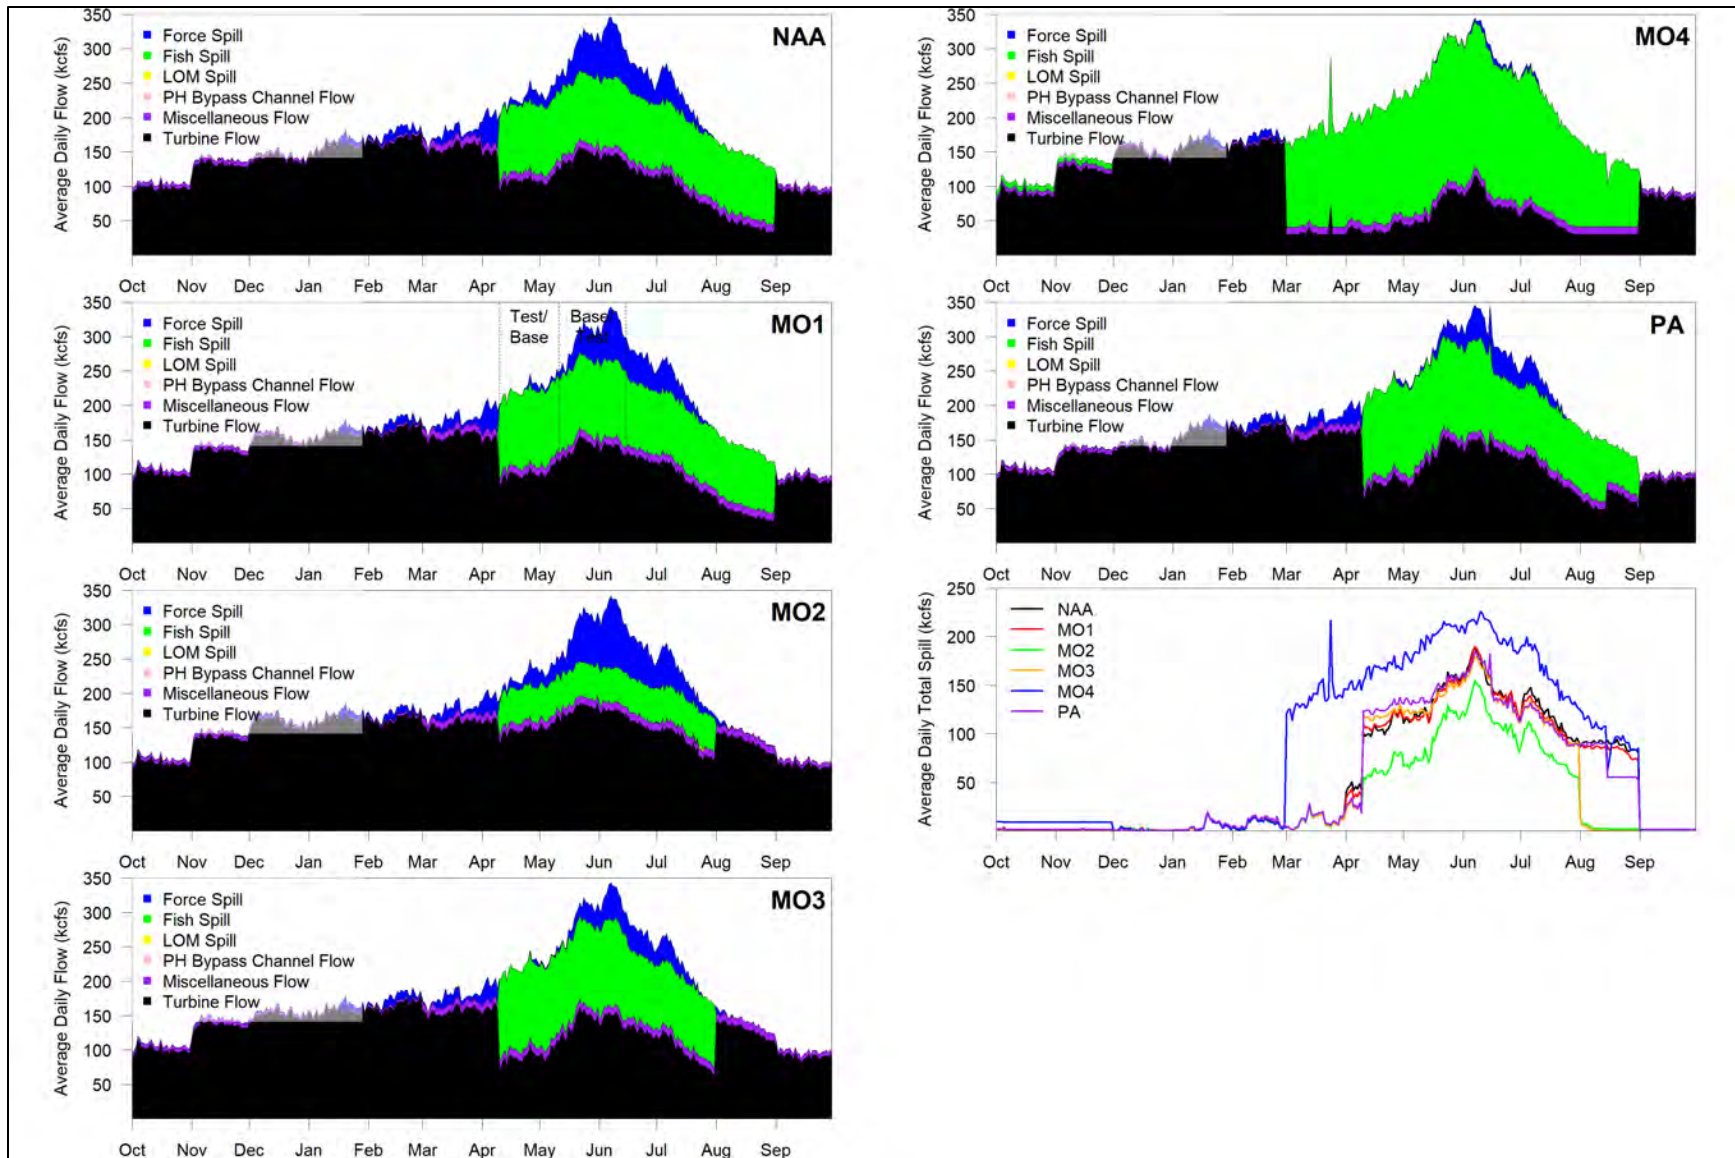 NAA
Average Daily Flow (kcfs)
350
300
250
200
150
100
50
Force Spill
Fish Spill
LOM Spill
PH Bypass Channel Flow
Miscellaneous Flow
Turbine Flow
Oct Nov Dec Jan Feb Mar Apr May Jun Jul Aug Sep
MO1
Average Daily Flow (kcfs)
350
300
250
200
150
100
50
Force Spill
Fish Spill
LOM Spill
PH Bypass Channel Flow
Miscellaneous Flow
Turbine Flow
Test/ Base/
Base Test
Oct Nov Dec Jan Feb Mar Apr May Jun Jul Aug Sep
MO2
Average Daily Flow (kcfs)
350
300
250
200
150
100
50
Force Spill
Fish Spill
LOM Spill
PH Bypass Channel Flow
Miscellaneous Flow
Turbine Flow
Oct Nov Dec Jan Feb Mar Apr May Jun Jul Aug Sep
MO3
Average Daily Flow (kcfs)
350
300
250
200
150
100
50
Force Spill
Fish Spill
LOM Spill
PH Bypass Channel Flow
Miscellaneous Flow
Turbine Flow
Oct Nov Dec Jan Feb Mar Apr May Jun Jul Aug Sep
MO4
Average Daily Flow (kcfs)
350
300
250
200
150
100
50
Force Spill
Fish Spill
LOM Spill
PH Bypass Channel Flow
Miscellaneous Flow
Turbine Flow
Oct Nov Dec Jan Feb Mar Apr May Jun Jul Aug Sep
PA
Average Daily Flow (kcfs)
350
300
250
200
150
100
50
Force Spill
Fish Spill
LOM Spill
PH Bypass Channel Flow
Miscellaneous Flow
Turbine Flow
Oct Nov Dec Jan Feb Mar Apr May Jun Jul Aug Sep
Average Daily Total Spill (kcfs)
250
200
150
100
50
NAA
MO1
MO2
MO3
MO4
PA
Oct Nov Dec Jan Feb Mar Apr May Jun Jul Aug Sep